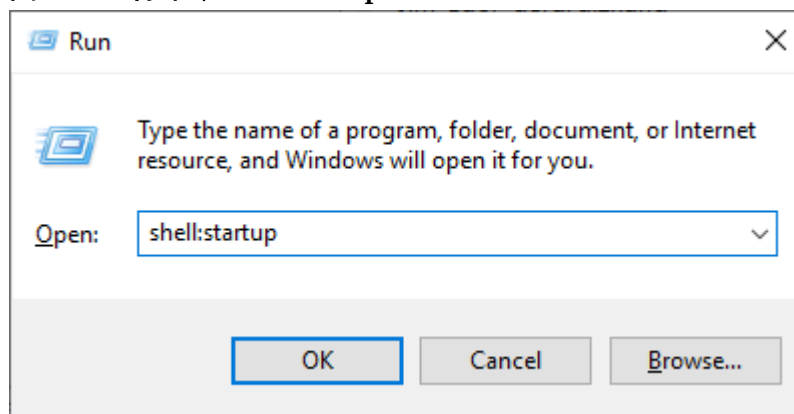 Run
Type the name of a program, folder, document, or Internet
resource, and Windows will open it for you.
Open: shell:startup
OK Cancel Browse...